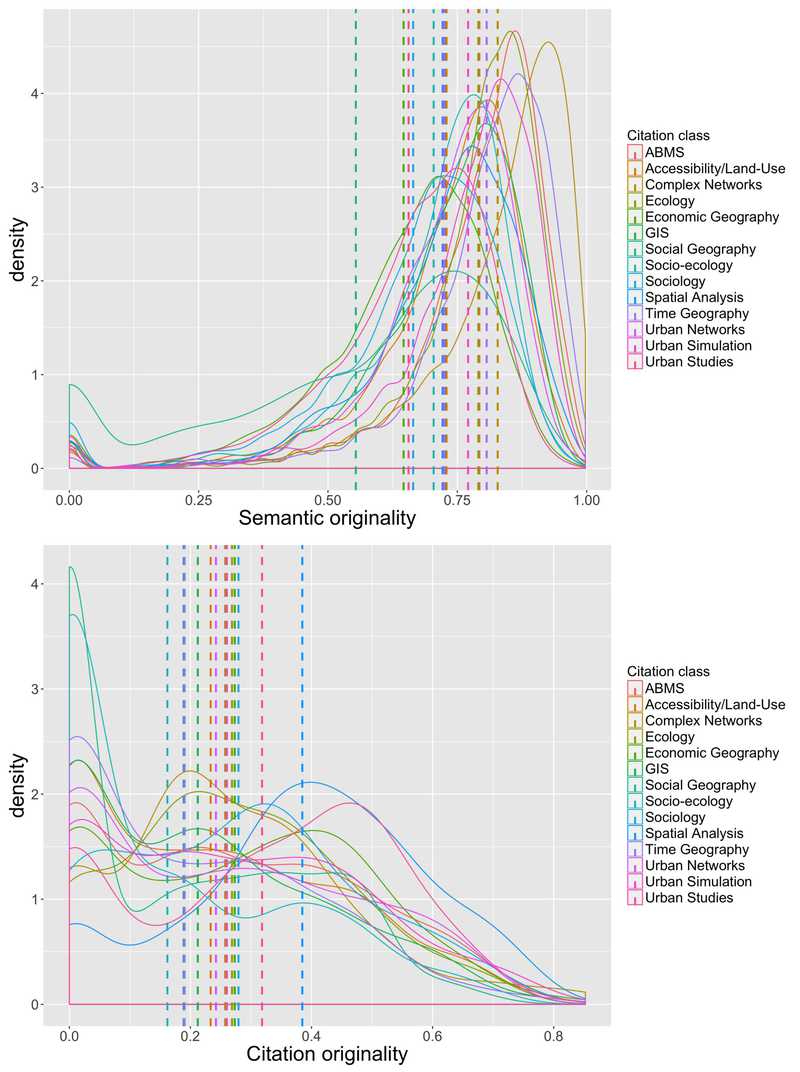 4
3
2
1
0
density
0.00 0.25 0.50 0.75 1.00
Semantic originality
Citation class
ABMS
Accessibility/Land-Use
Complex Networks
Ecology
Economic Geography
GIS
Social Geography
Socio-ecology
Sociology
Spatial Analysis
Time Geography
Urban Networks
Urban Simulation
Urban Studies
4
3
2
1
0
density
0.0 0.2 0.4 0.6 0.8
Citation originality
Citation class
ABMS
Accessibility/Land-Use
Complex Networks
Ecology
Economic Geography
GIS
Social Geography
Socio-ecology
Sociology
Spatial Analysis
Time Geography
Urban Networks
Urban Simulation
Urban Studies